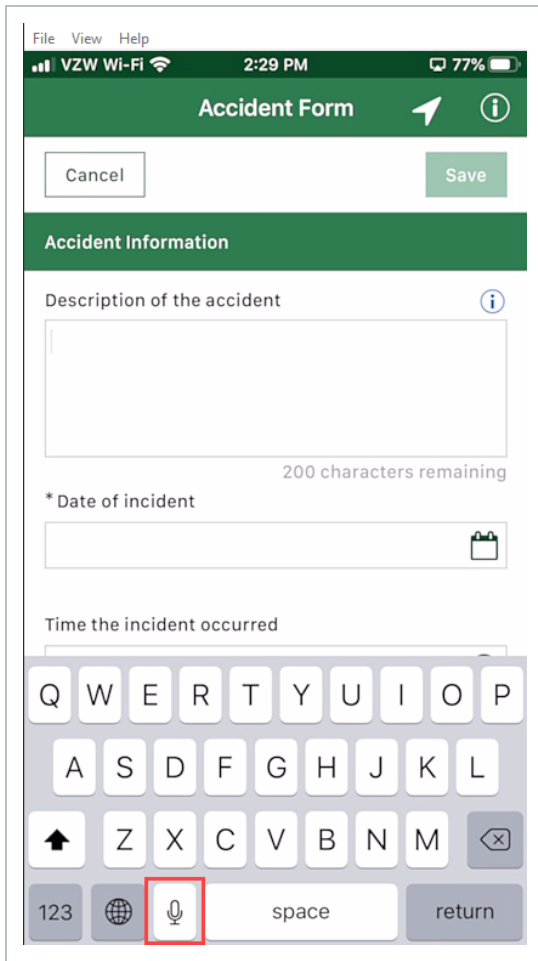 File View Help
VZW Wi-Fi 2:29 PM 77%
Accident Form
Cancel Save
Accident Information
Description of the accident
200 characters remaining
* Date of incident
Time the incident occurred
Q W E R T Y U I O P
A S D F G H J K L
Z X C V B N M
123 space return